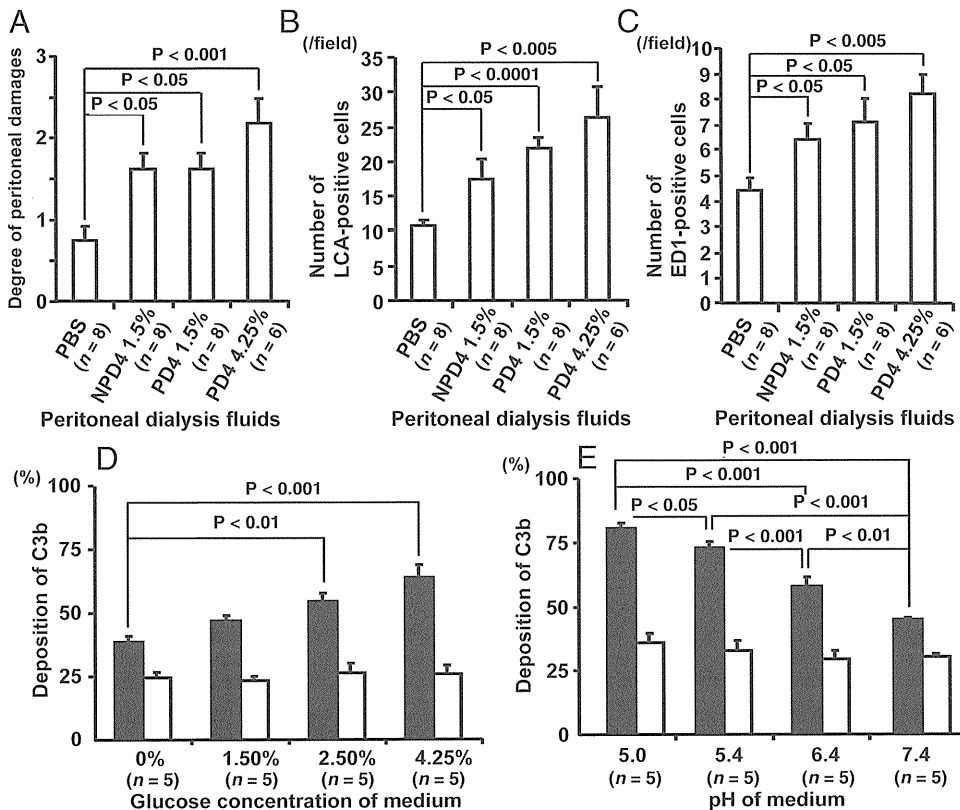 A
P < 0.001
P < 0.05
P < 0.05
3
2
1
0
Degree of peritoneal damages
PBS
(n = 8)
NPD4 1.5%
(n = 8)
PD4 1.5%
(n = 8)
PD4 4.25%
(n = 6)
Peritoneal dialysis fluids
B
(/field)
P < 0.005
P < 0.0001
P < 0.05
35
30
25
20
15
10
5
0
Number of
LCA-positive cells
PBS
(n = 8)
NPD4 1.5%
(n = 8)
PD4 1.5%
(n = 8)
PD4 4.25%
(n = 6)
Peritoneal dialysis fluids
C
(/field)
P < 0.005
P < 0.05
P < 0.05
10
9
8
7
6
5
4
3
2
1
0
Number of
ED1-positive cells
PBS
(n = 8)
NPD4 1.5%
(n = 8)
PD4 1.5%
(n = 8)
PD4 4.25%
(n = 6)
Peritoneal dialysis fluids
D
(%)
P < 0.001
P < 0.01
100
75
50
25
0
Deposition of C3b
0% 1.50% 2.50% 4.25%
(n = 5) (n = 5) (n = 5) (n = 5)
Glucose concentration of medium
E
(%)
P < 0.001
P < 0.001
P < 0.001
P < 0.05
P < 0.001
P < 0.01
100
75
50
25
0
Deposition of C3b
5.0 5.4 6.4 7.4
(n = 5) (n = 5) (n = 5) (n = 5)
pH of medium